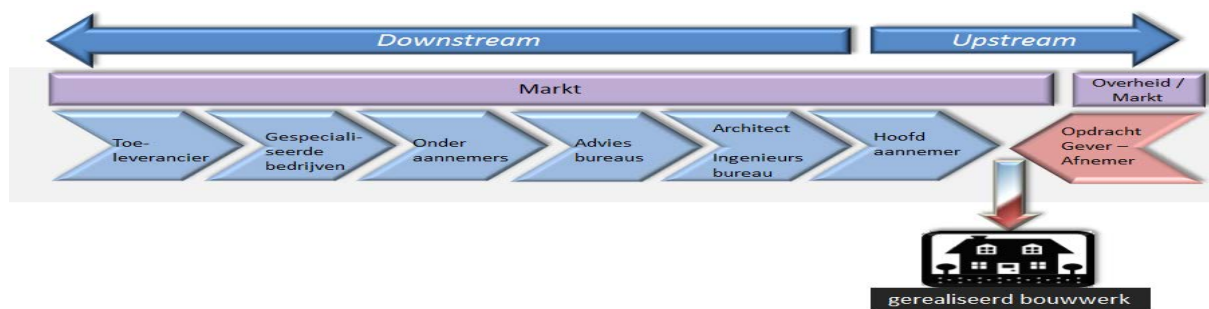 Downstream
Upstream
Markt
Overheid /
Markt
Toe-
leverancier
Gespeciali-
seerde
bedrijven
Onder
aannemers
Advies
bureaus
Architect
Ingenieurs
bureau
Hoofd
aannemer
Opdracht
Gever –
Afnemer
gerealiseerd bouwwerk